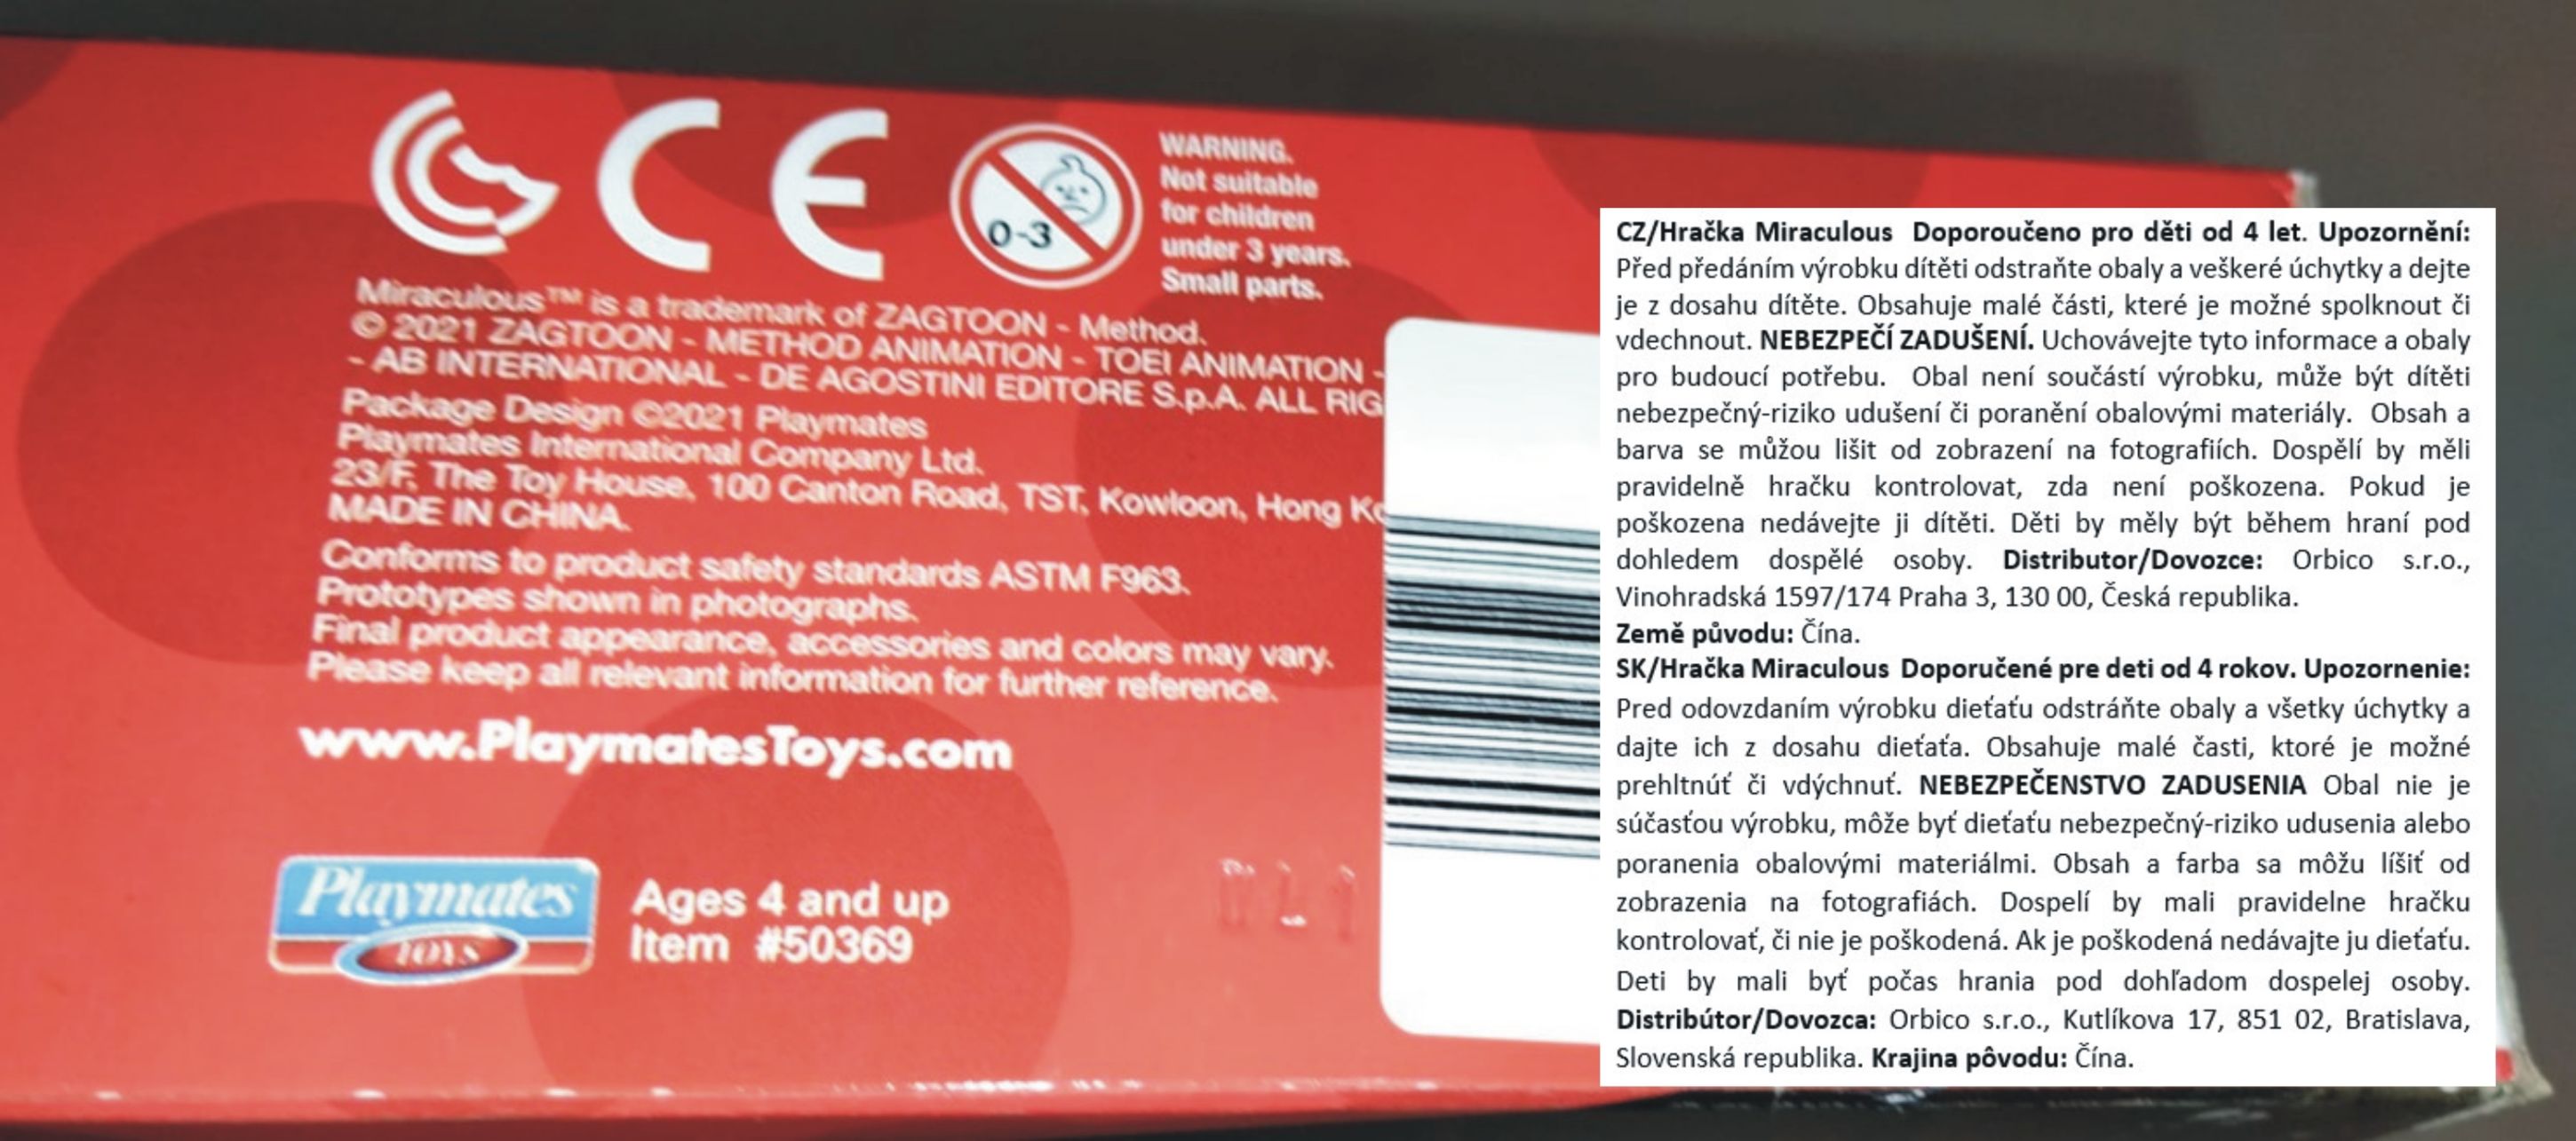 CE
0-3
WARNING.
Not suitable
for children
under 3 years.
Small parts.
Miraculous™ is a trademark of ZAGTOON - Method.
© 2021 ZAGTOON - METHOD ANIMATION - TOEI ANIMATION -
- AB INTERNATIONAL - DE AGOSTINI EDITORE S.p.A. ALL RIG
Package Design ©2021 Playmates
Playmates International Company Ltd.
23/F, The Toy House, 100 Canton Road, TST, Kowloon, Hong
MADE IN CHINA.
Conforms to product safety standards ASTM F963.
Prototypes shown in photographs.
Final product appearance, accessories and colors may vary.
Please keep all relevant information for further reference.
www.PlaymatesToys.com
Playmates
TOYS
Ages 4 and up
Item #50369
CZ/Hračka Miraculous Doporoučeno pro děti od 4 let. Upozornění:
Před předáním výrobku dítěti odstraňte obaly a veškeré úchytky a dejte
je z dosahu dítěte. Obsahuje malé části, které je možné spolknout či
vdechnout. NEBEZPEČÍ ZADUŠENÍ. Uchovávejte tyto informace a obaly
pro budoucí potřebu. Obal není součástí výrobku, může být dítěti
nebezpečný-riziko udušení či poranění obalovými materiály. Obsah a
barva se můžou lišit od zobrazení na fotografiích. Dospělí by měli
pravidelně hračku kontrolovat, zda není poškozena. Pokud je
poškozena nedávejte ji dítěti. Děti by měly být během hraní pod
dohledem dospělé osoby. Distributor/Dovozce: Orbico s.r.o.,
Vinohradská 1597/174 Praha 3, 130 00, Česká republika.
Země původu: Čína.
SK/Hračka Miraculous Doporučené pre deti od 4 rokov. Upozornenie:
Pred odovzdaním výrobku dieťaťu odstráňte obaly a všetky úchytky a
dajte ich z dosahu dieťaťa. Obsahuje malé časti, ktoré je možné
prehltnúť či vdýchnuť. NEBEZPEČENSTVO ZADUSENIA Obal nie je
súčasťou výrobku, môže byť dieťaťu nebezpečný-riziko udusenia alebo
poranenia obalovými materiálmi. Obsah a farba sa môžu líšiť od
zobrazenia na fotografiách. Dospelí by mali pravidelne hračku
kontrolovať, či nie je poškodená. Ak je poškodená nedávajte ju dieťaťu.
Deti by mali byť počas hrania pod dohľadom dospelej osoby.
Distribútor/Dovozca: Orbico s.r.o., Kutlíkova 17, 851 02, Bratislava,
Slovenská republika. Krajina pôvodu: Čína.